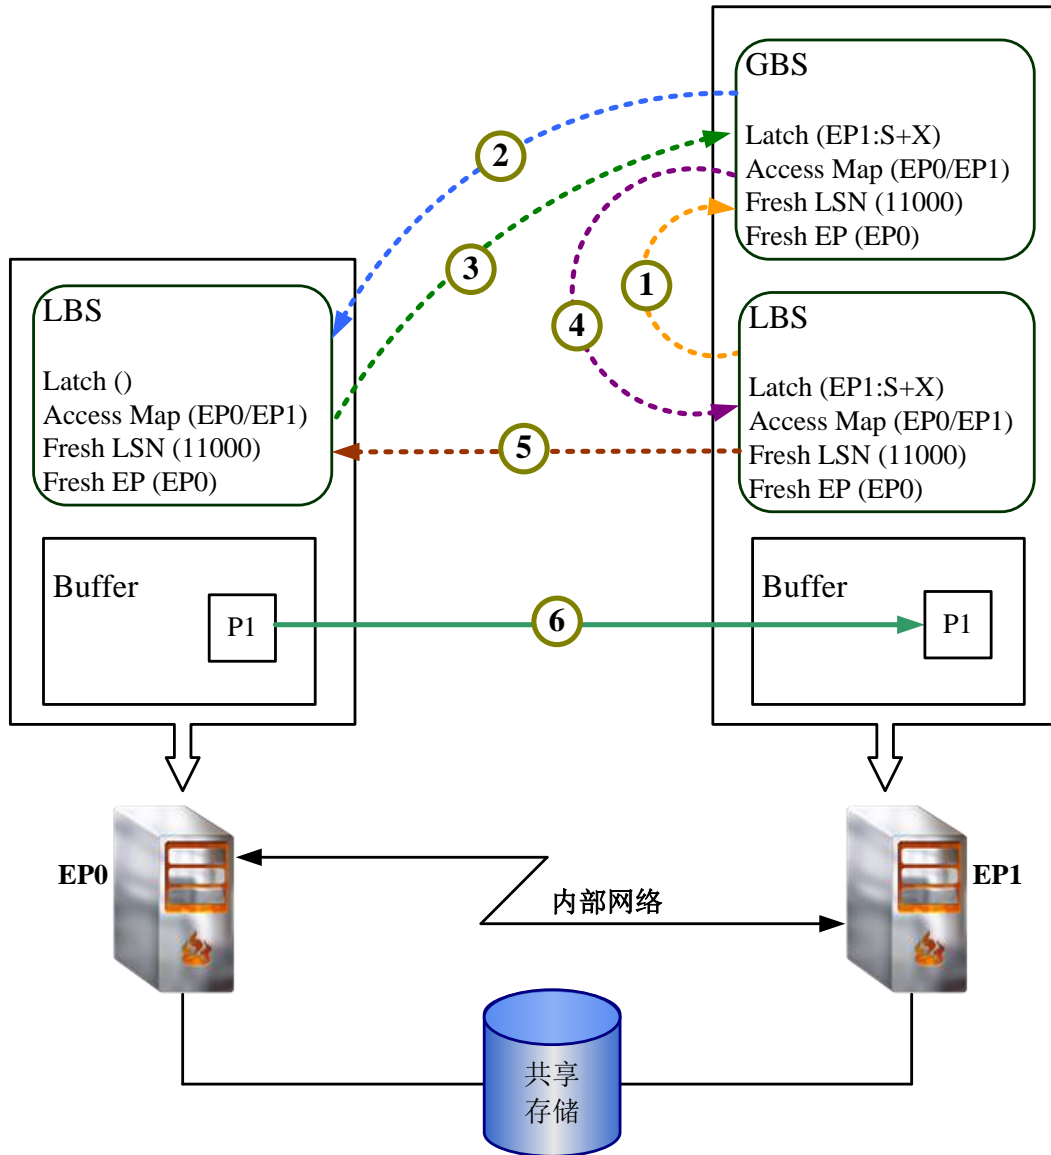 GBS
Latch (EP1:S+X)
Access Map (EP0/EP1)
Fresh LSN (11000)
Fresh EP (EP0)
2
3
1
4
LBS
Latch ()
Access Map (EP0/EP1)
Fresh LSN (11000)
Fresh EP (EP0)
LBS
Latch (EP1:S+X)
Access Map (EP0/EP1)
Fresh LSN (11000)
Fresh EP (EP0)
5
Buffer
P1
6
Buffer
P1
EP0
内部网络
EP1
共享
存储